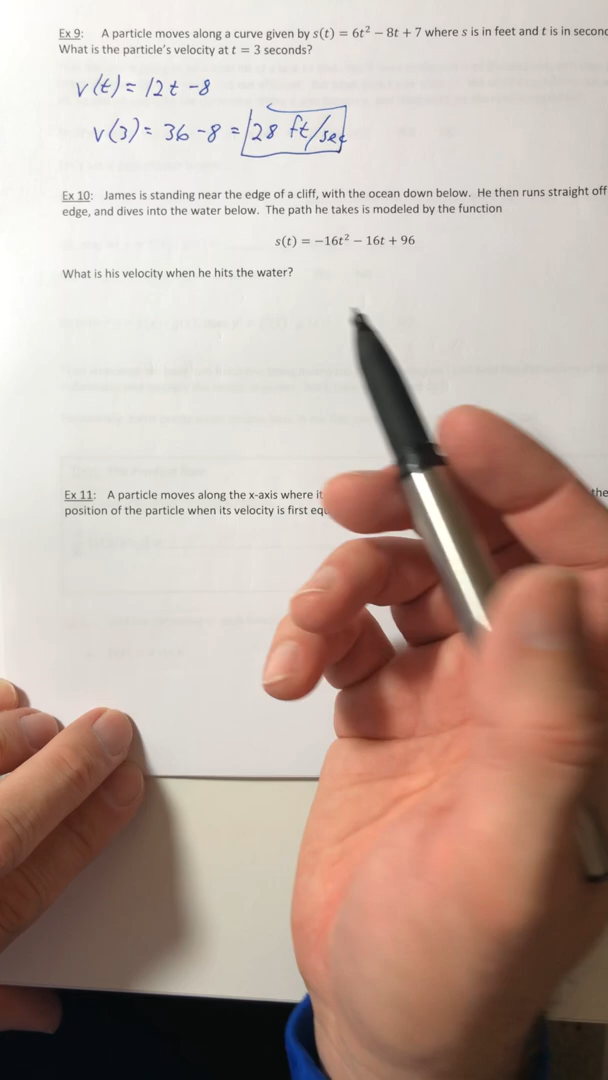 Ex 9: A particle moves along a curve given by s(t) = 6t² − 8t + 7 where s is in feet and t is in
What is the particle's velocity at t = 3 seconds?
v(t) = 12t - 8
v(3) = 36 - 8 = 28 ft/sec
Ex 10: James is standing near the edge of a cliff, with the ocean down below. He then runs straight off
edge, and dives into the water below. The path he takes is modeled by the function
s(t) = −16t² − 16t + 96
What is his velocity when he hits the water?
Ex 11: A particle moves along the x-axis where it the
position of the particle when its velocity is first